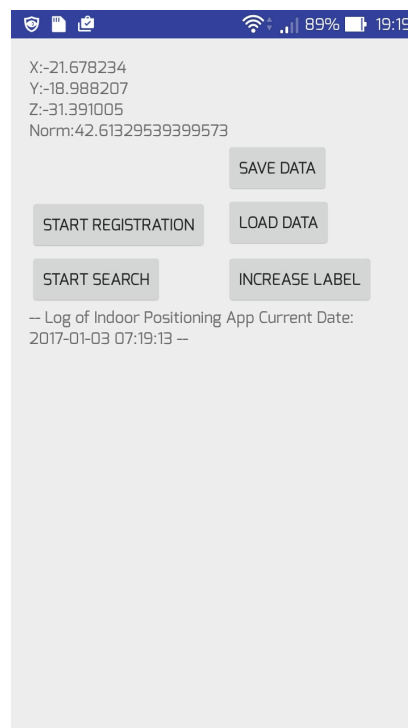 89% 19:19
X:-21.678234
Y:-18.988207
Z:-31.391005
Norm:42.61329539399573
SAVE DATA
START REGISTRATION LOAD DATA
START SEARCH INCREASE LABEL
-- Log of Indoor Positioning App Current Date:
2017-01-03 07:19:13 --